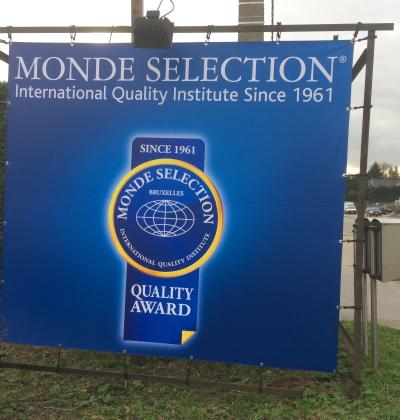 MONDE SELECTION®
International Quality Institute Since 1961
SINCE 1961
MONDE SELECTION
BRUXELLES
INTERNATIONAL QUALITY INSTITUTE
QUALITY
AWARD